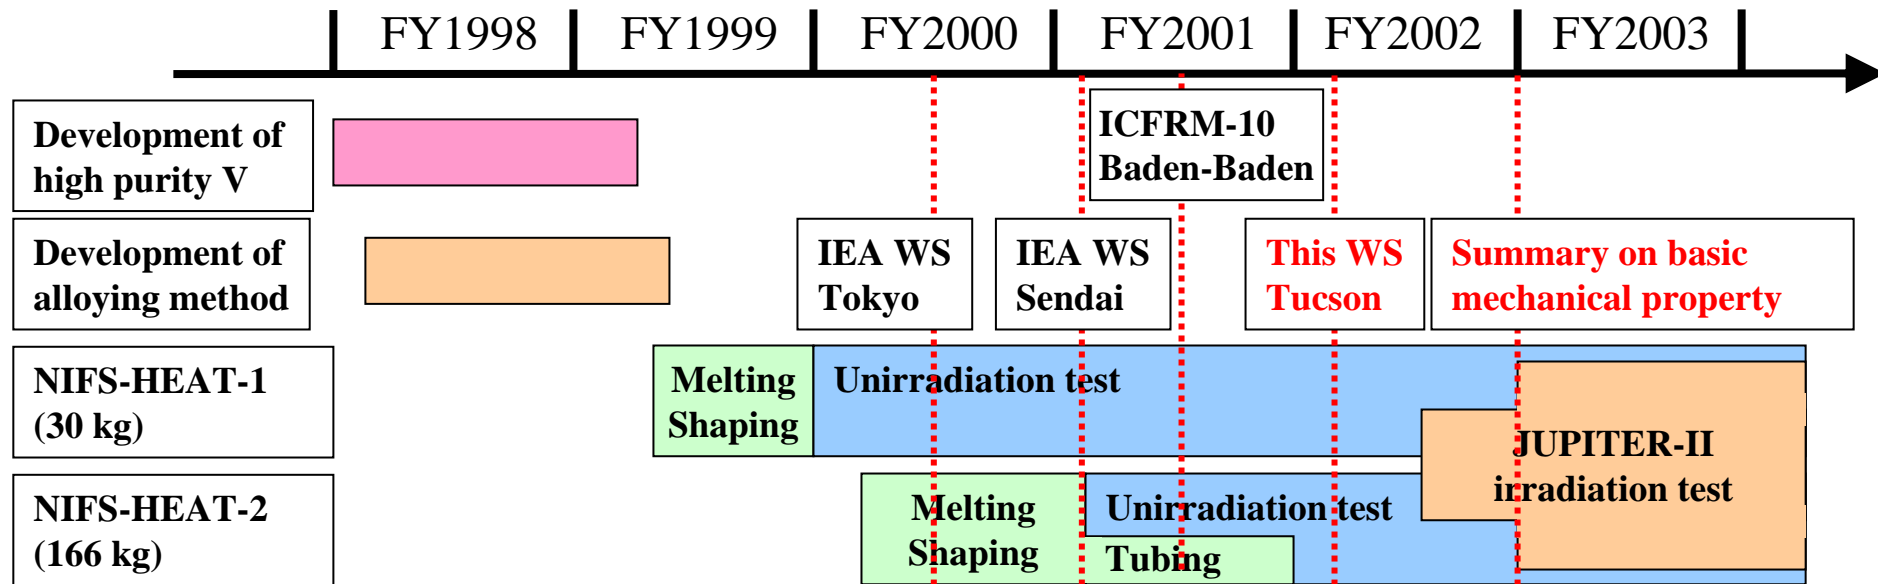 FY1998 FY1999 FY2000 FY2001 FY2002 FY2003
Development of
high purity V
ICFRM-10
Baden-Baden
Development of
alloying method
IEA WS
Tokyo
IEA WS
Sendai
This WS
Tucson
Summary on basic
mechanical property
NIFS-HEAT-1
(30 kg)
Melting
Shaping
Unirradiation test
JUPITER-II
irradiation test
NIFS-HEAT-2
(166 kg)
Melting
Shaping
Unirradiation test
Tubing